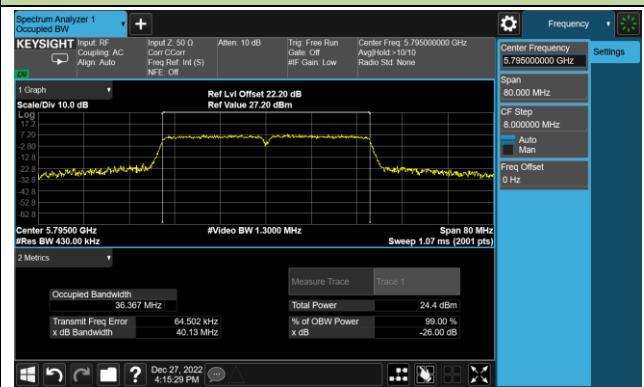 Spectrum Analyzer 1
Occupied BW
Frequency
KEYSIGHT
Input: RF
Coupling: AC
Align: Auto
Input Z: 50 Ω
Corr CCorr
Freq Ref: Int (S)
NFE: Off
Atten: 10 dB
Trig: Free Run
Gate: Off
#IF Gain: Low
Center Freq: 5.795000000 GHz
Avg|Hold:>10/10
Radio Std: None
LXI
Center Frequency
5.795000000 GHz
Settings
Span
80.000 MHz
CF Step
8.000000 MHz
Auto
Man
Freq Offset
0 Hz
1 Graph
Scale/Div 10.0 dB
Ref Lvl Offset 22.20 dB
Ref Value 27.20 dBm
Log
17.2
7.20
-2.80
-12.8
-22.8
-32.8
-42.8
-52.8
-62.8
Center 5.79500 GHz
#Res BW 430.00 kHz
#Video BW 1.3000 MHz
Span 80 MHz
Sweep 1.07 ms (2001 pts)
2 Metrics
Measure Trace
Trace 1
Occupied Bandwidth
36.367 MHz
Total Power
24.4 dBm
Transmit Freq Error
64.502 kHz
% of OBW Power
99.00 %
x dB Bandwidth
40.13 MHz
x dB
-26.00 dB
Dec 27, 2022
4:15:29 PM